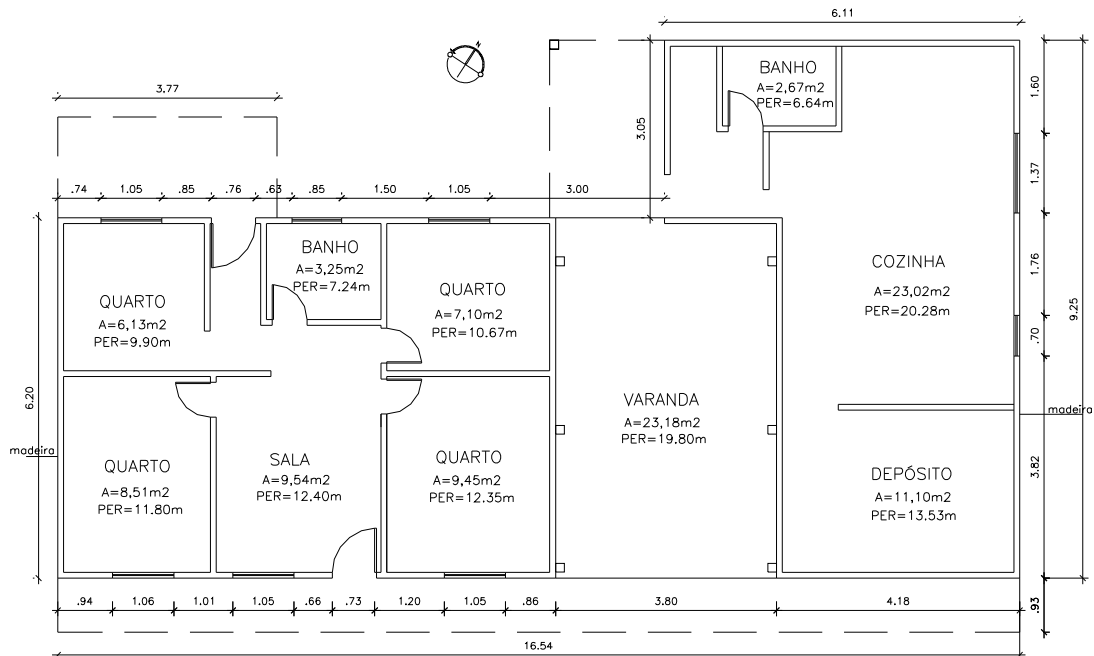 6.11
N
BANHO
A=2,67m2
PER=6.64m
1.60
3.77
3.05
.74 1.05 .85 .76 .63 .85 1.50 1.05 3.00
1.37
BANHO
A=3,25m2
PER=7.24m
QUARTO
A=6,13m2
PER=9.90m
QUARTO
A=7,10m2
PER=10.67m
COZINHA
A=23,02m2
PER=20.28m
1.76
9.25
.70
6.20
VARANDA
A=23,18m2
PER=19.80m
madeira
madeira
QUARTO
A=8,51m2
PER=11.80m
SALA
A=9,54m2
PER=12.40m
QUARTO
A=9,45m2
PER=12.35m
DEPÓSITO
A=11,10m2
PER=13.53m
3.82
.94 1.06 1.01 1.05 .66 .73 1.20 1.05 .86 3.80 4.18
.93
16.54